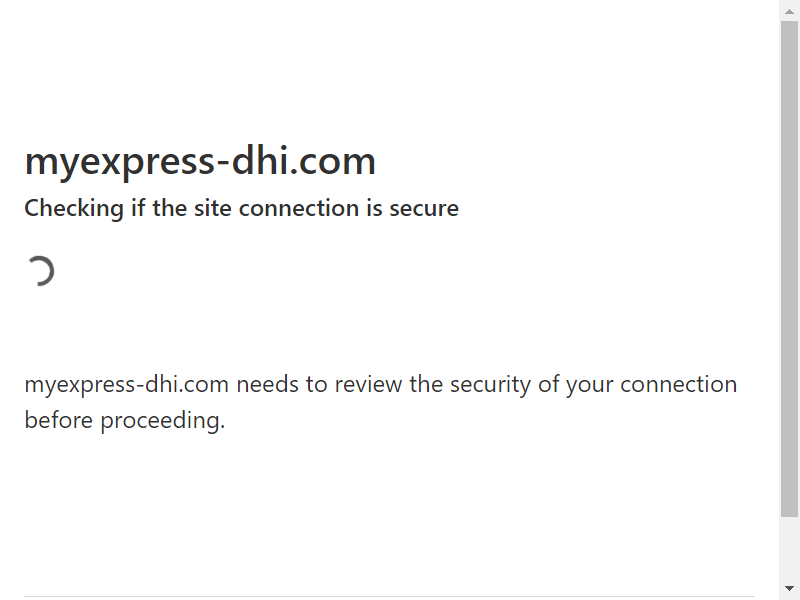 myexpress-dhi.com
Checking if the site connection is secure
myexpress-dhi.com needs to review the security of your connection
before proceeding.